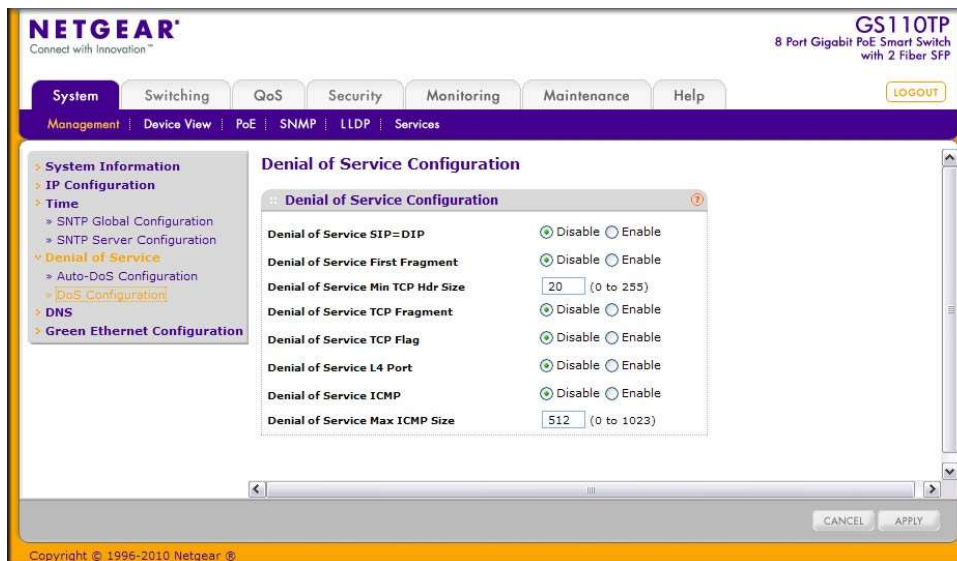 NETGEAR®
Connect with Innovation™
GS110TP
8 Port Gigabit PoE Smart Switch
with 2 Fiber SFP
System Switching QoS Security Monitoring Maintenance Help LOGOUT
Management Device View PoE SNMP LLDP Services
System Information
IP Configuration
Time
» SNTP Global Configuration
» SNTP Server Configuration
Denial of Service
» Auto-DoS Configuration
» DoS Configuration
DNS
Green Ethernet Configuration
Denial of Service Configuration
Denial of Service Configuration ?
Denial of Service SIP=DIP Disable Enable
Denial of Service First Fragment Disable Enable
Denial of Service Min TCP Hdr Size 20 (0 to 255)
Denial of Service TCP Fragment Disable Enable
Denial of Service TCP Flag Disable Enable
Denial of Service L4 Port Disable Enable
Denial of Service ICMP Disable Enable
Denial of Service Max ICMP Size 512 (0 to 1023)
CANCEL APPLY
Copyright © 1996-2010 Netgear ®